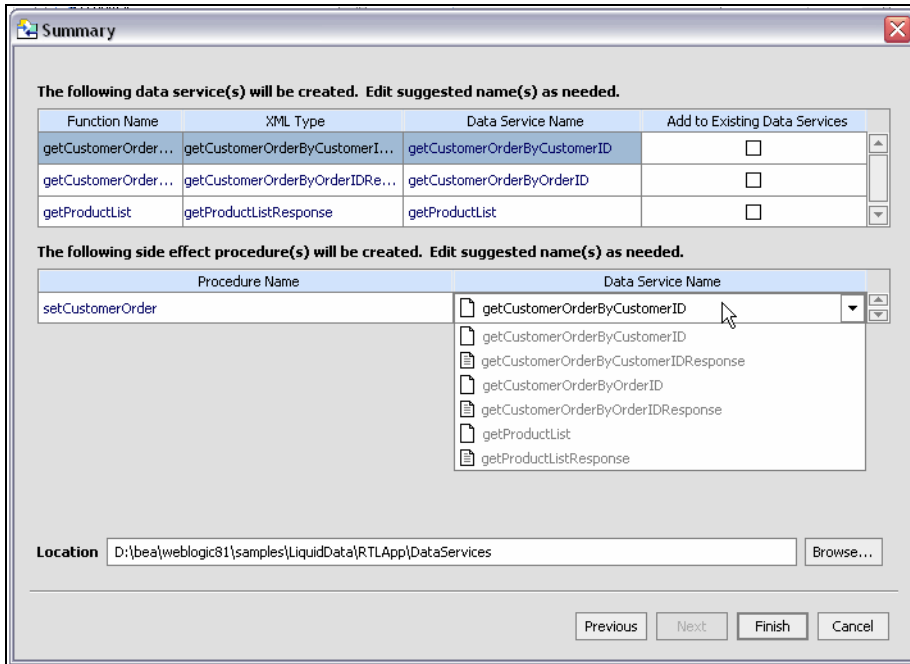 Summary
The following data service(s) will be created. Edit suggested name(s) as needed.
Function Name XML Type Data Service Name Add to Existing Data Services
getCustomerOrder... getCustomerOrderByCustomerI... getCustomerOrderByCustomerID
getCustomerOrder... getCustomerOrderByOrderIDRe... getCustomerOrderByOrderID
getProductList getProductListResponse getProductList
The following side effect procedure(s) will be created. Edit suggested name(s) as needed.
Procedure Name Data Service Name
setCustomerOrder getCustomerOrderByCustomerID
getCustomerOrderByCustomerID
getCustomerOrderByCustomerIDResponse
getCustomerOrderByOrderID
getCustomerOrderByOrderIDResponse
getProductList
getProductListResponse
Location D:\bea\weblogic81\samples\LiquidData\RTLApp\DataServices Browse...
Previous Next Finish Cancel